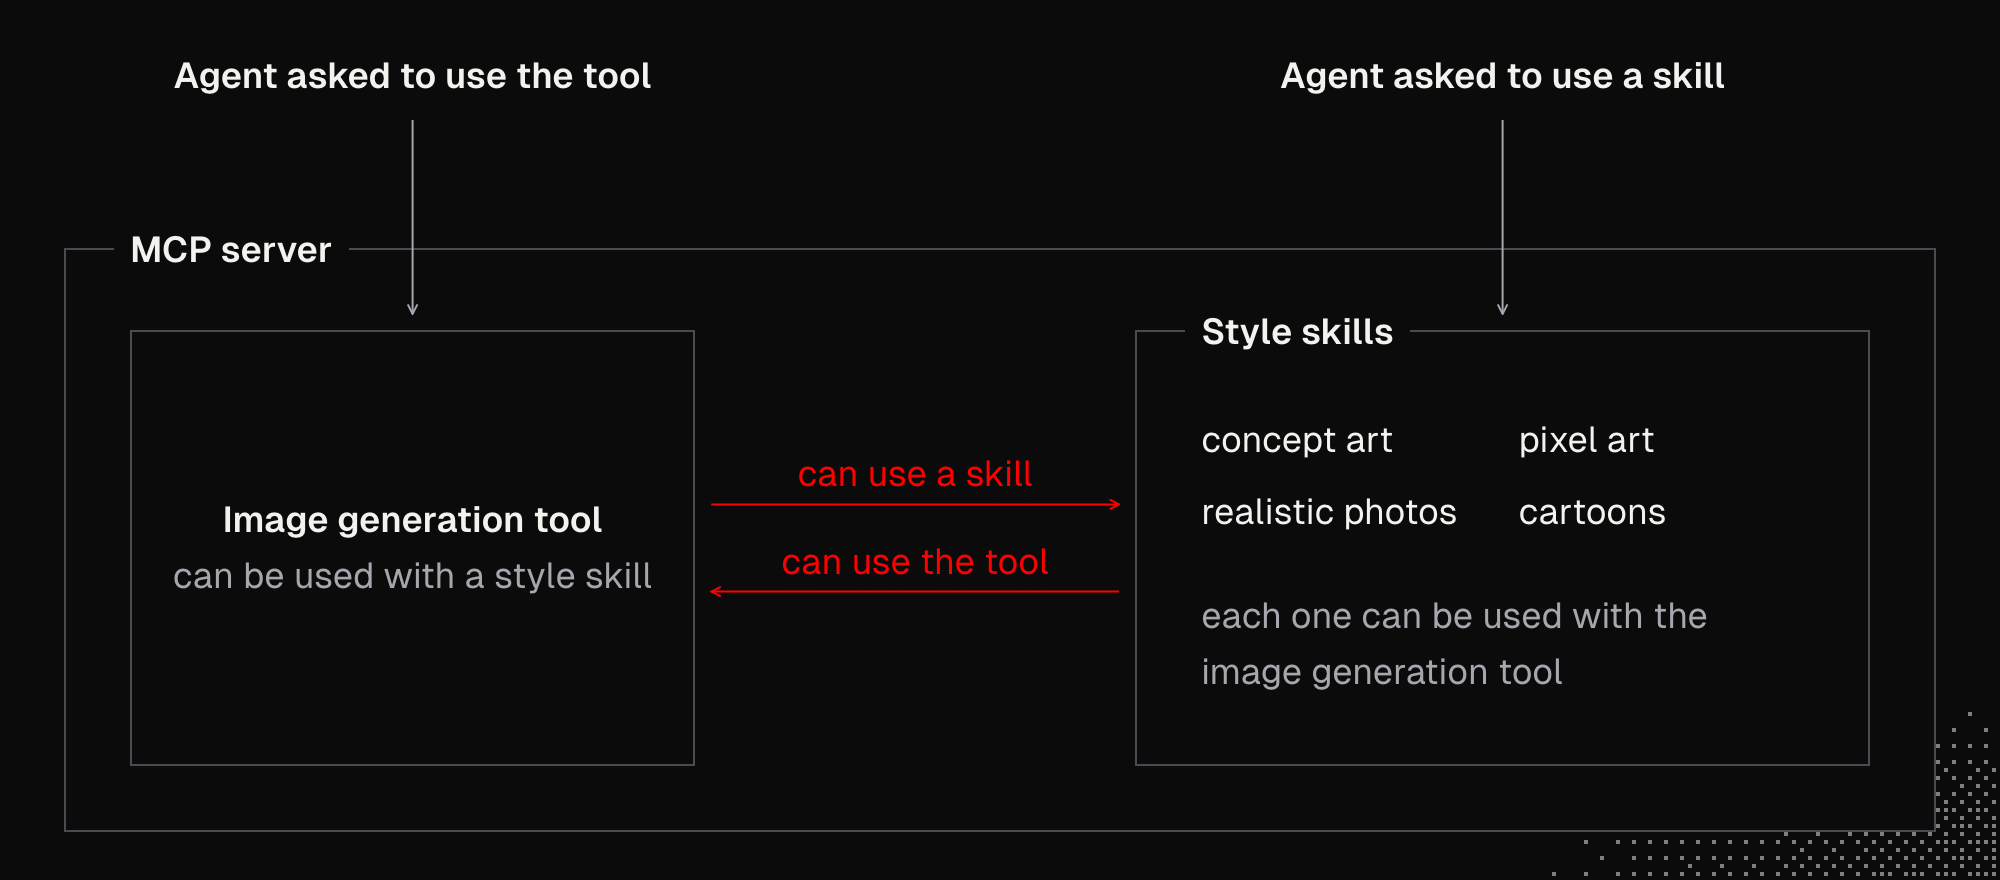 Agent asked to use the tool
Agent asked to use a skill
MCP server
Image generation tool
can be used with a style skill
can use a skill
can use the tool
Style skills
concept art
pixel art
realistic photos
cartoons
each one can be used with the
image generation tool